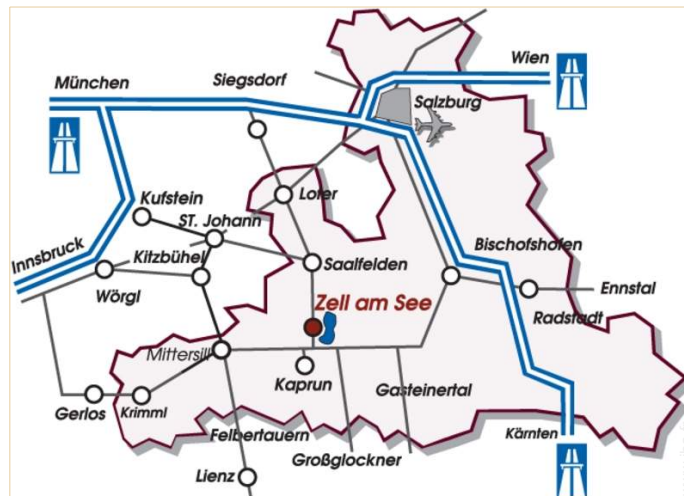 Wien
München
Siegsdorf
Salzburg
Kufstein
Lofer
ST. Johann
Bischofshofen
Innsbruck
Kitzbühel
Saalfelden
Ennstal
Wörgl
Zell am See
Radstadt
Mittersill
Kaprun
Gasteinertal
Gerlos
Krimml
Felbertauern
Kärnten
Großglockner
Lienz